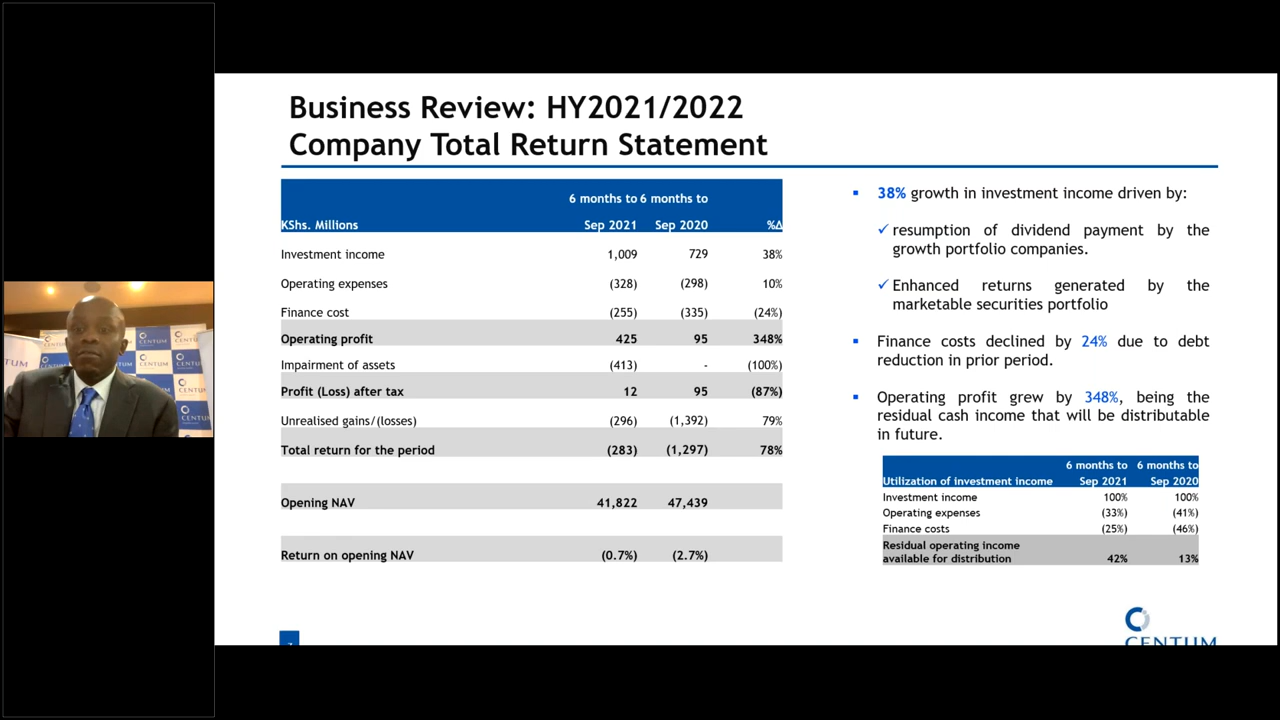 Business Review: HY2021/2022
Company Total Return Statement
6 months to 6 months to
KShs. Millions Sep 2021 Sep 2020 %Δ
Investment income 1,009 729 38%
Operating expenses (328) (298) 10%
Finance cost (255) (335) (24%)
Operating profit 425 95 348%
Impairment of assets (413) - (100%)
Profit (Loss) after tax 12 95 (87%)
Unrealised gains/(losses) (296) (1,392) 79%
Total return for the period (283) (1,297) 78%
Opening NAV 41,822 47,439
Return on opening NAV (0.7%) (2.7%)
▪ 38% growth in investment income driven by:
✓ resumption of dividend payment by the
growth portfolio companies.
✓ Enhanced returns generated by the
marketable securities portfolio
▪ Finance costs declined by 24% due to debt
reduction in prior period.
▪ Operating profit grew by 348%, being the
residual cash income that will be distributable
in future.
6 months to 6 months to
Utilization of investment income Sep 2021 Sep 2020
Investment income 100% 100%
Operating expenses (33%) (41%)
Finance costs (25%) (46%)
Residual operating income
available for distribution 42% 13%
CENTUM
CENTUM
CENTUM
CENTUM